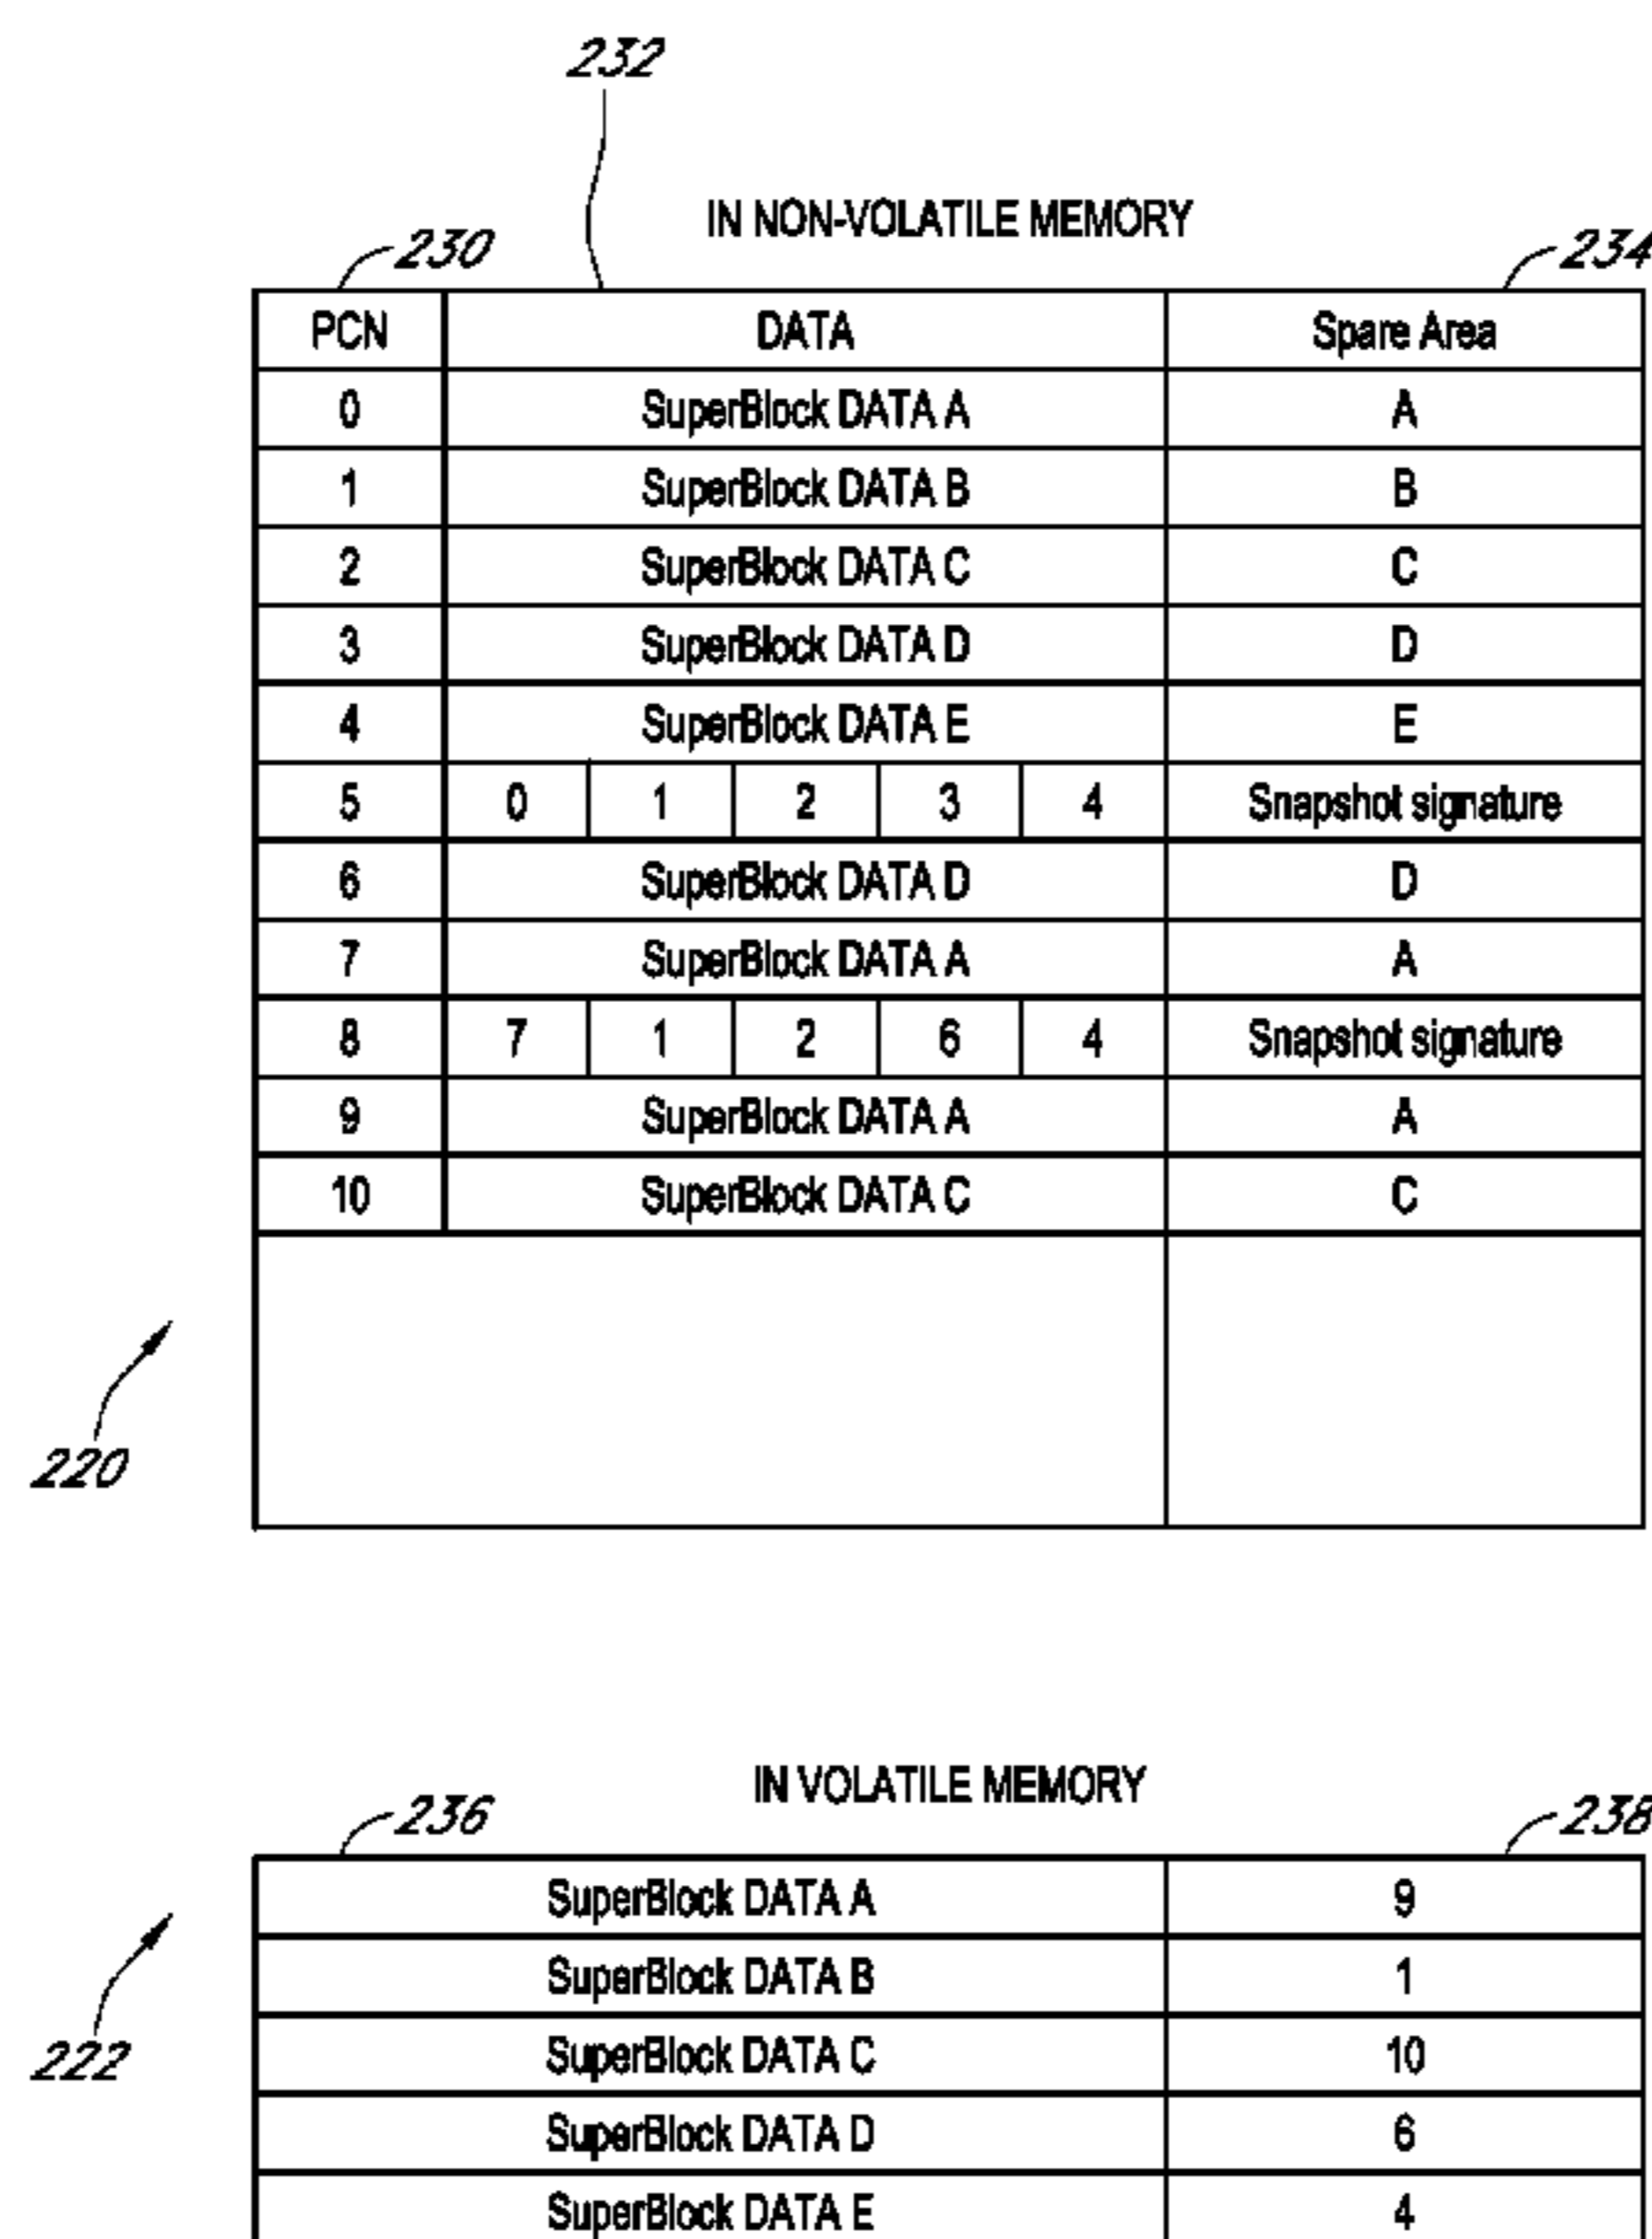 232
IN NON-VOLATILE MEMORY
230
234
PCN DATA Spare Area
0 SuperBlock DATA A A
1 SuperBlock DATA B B
2 SuperBlock DATA C C
3 SuperBlock DATA D D
4 SuperBlock DATA E E
5 0 1 2 3 4 Snapshot signature
6 SuperBlock DATA D D
7 SuperBlock DATA A A
8 7 1 2 6 4 Snapshot signature
9 SuperBlock DATA A A
10 SuperBlock DATA C C
220
IN VOLATILE MEMORY
236
238
SuperBlock DATA A 9
SuperBlock DATA B 1
222
SuperBlock DATA C 10
SuperBlock DATA D 6
SuperBlock DATA E 4